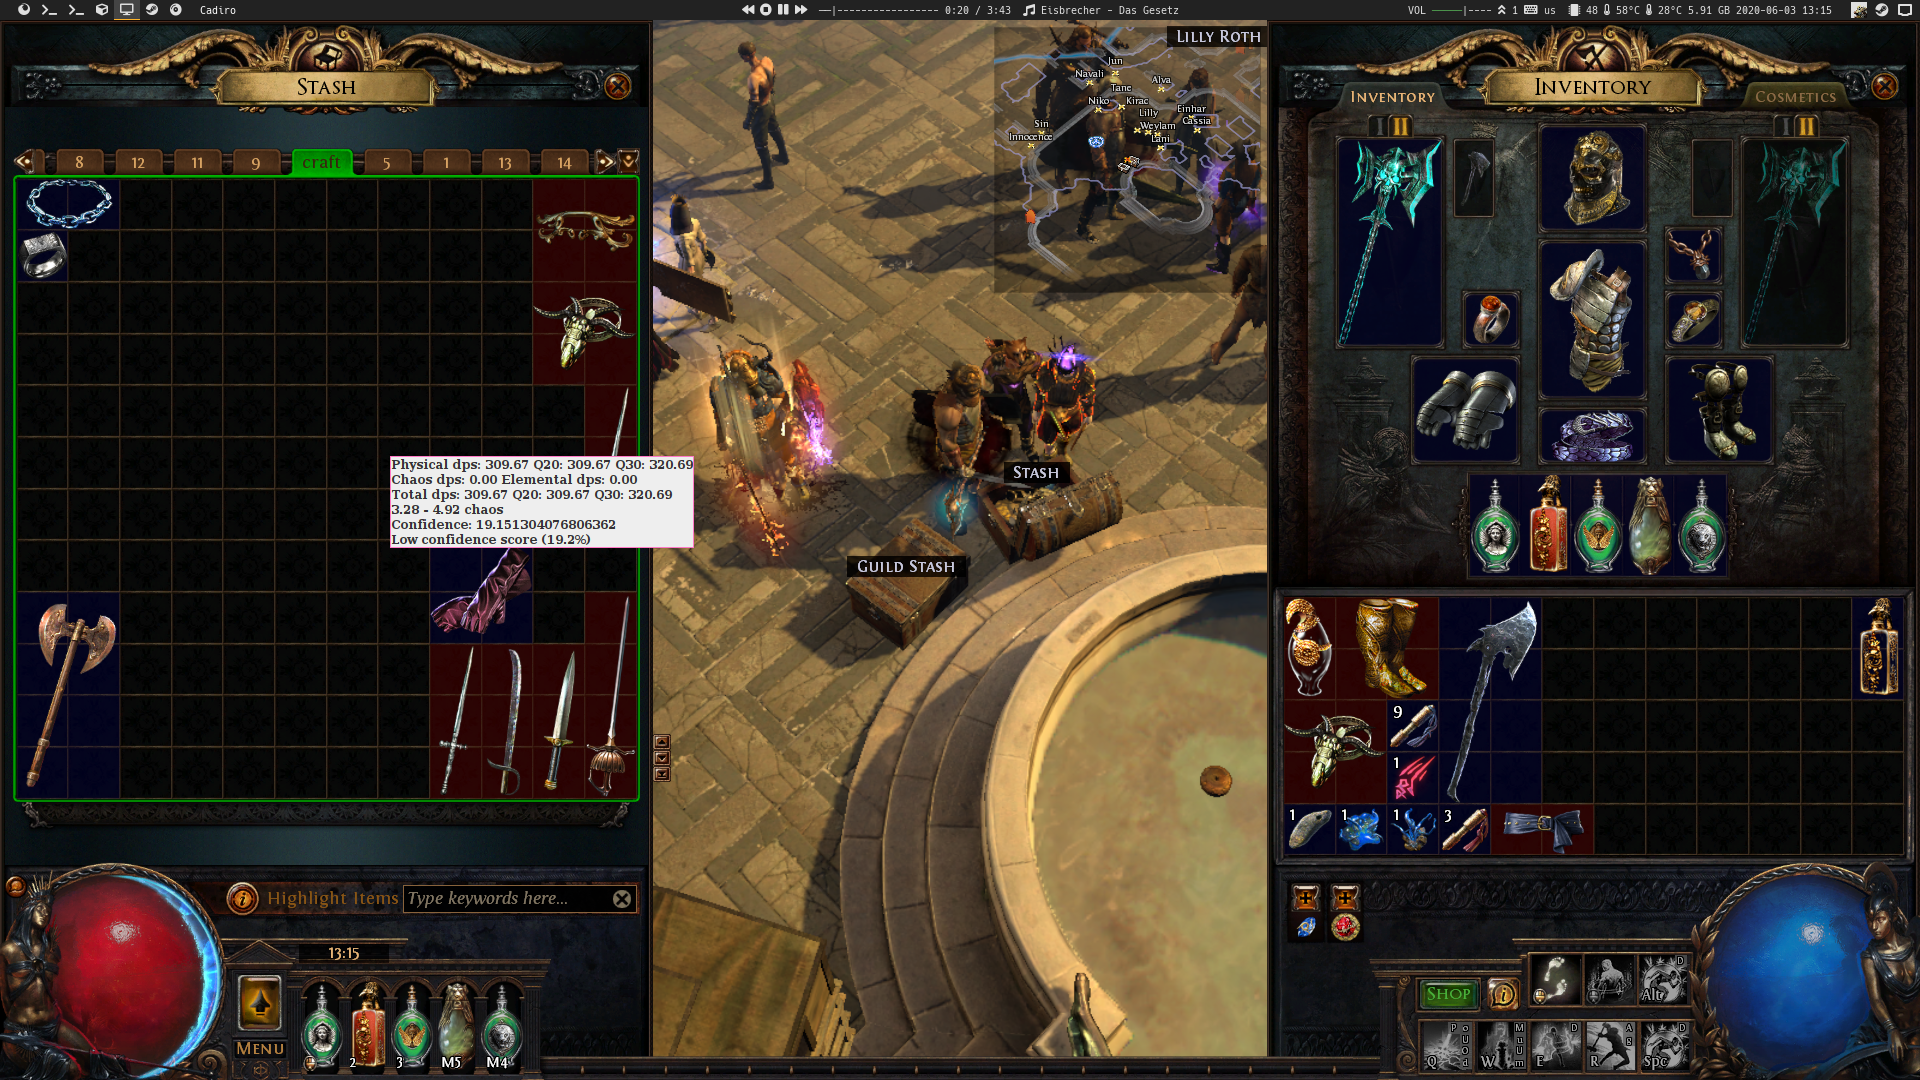 Cadiro
0:20 / 3:43
Eisbrecher - Das Gesetz
VOL
1
us
48
58°C
28°C 5.91 GB 2020-06-03 13:15
STASH
8
12
11
9
craft
5
1
13
14
Physical dps: 309.67 Q20: 309.67 Q30: 320.69
Chaos dps: 0.00 Elemental dps: 0.00
Total dps: 309.67 Q20: 309.67 Q30: 320.69
3.28 - 4.92 chaos
Confidence: 19.151304076806362
Low confidence score (19.2%)
LILLY ROTH
Jun
Navali
Alva
Tane
Niko
Kirac
Einhar
Lilly
Cassia
Sin
Weylam
Innocence
Lani
STASH
GUILD STASH
INVENTORY
INVENTORY
COSMETICS
I II
I II
9
1
1
1
1
3
Highlight Items
Type keywords here...
13:15
MENU
2
3
M5
M4
SHOP
D
Alt
Q
W
E
D
R
Spc
D